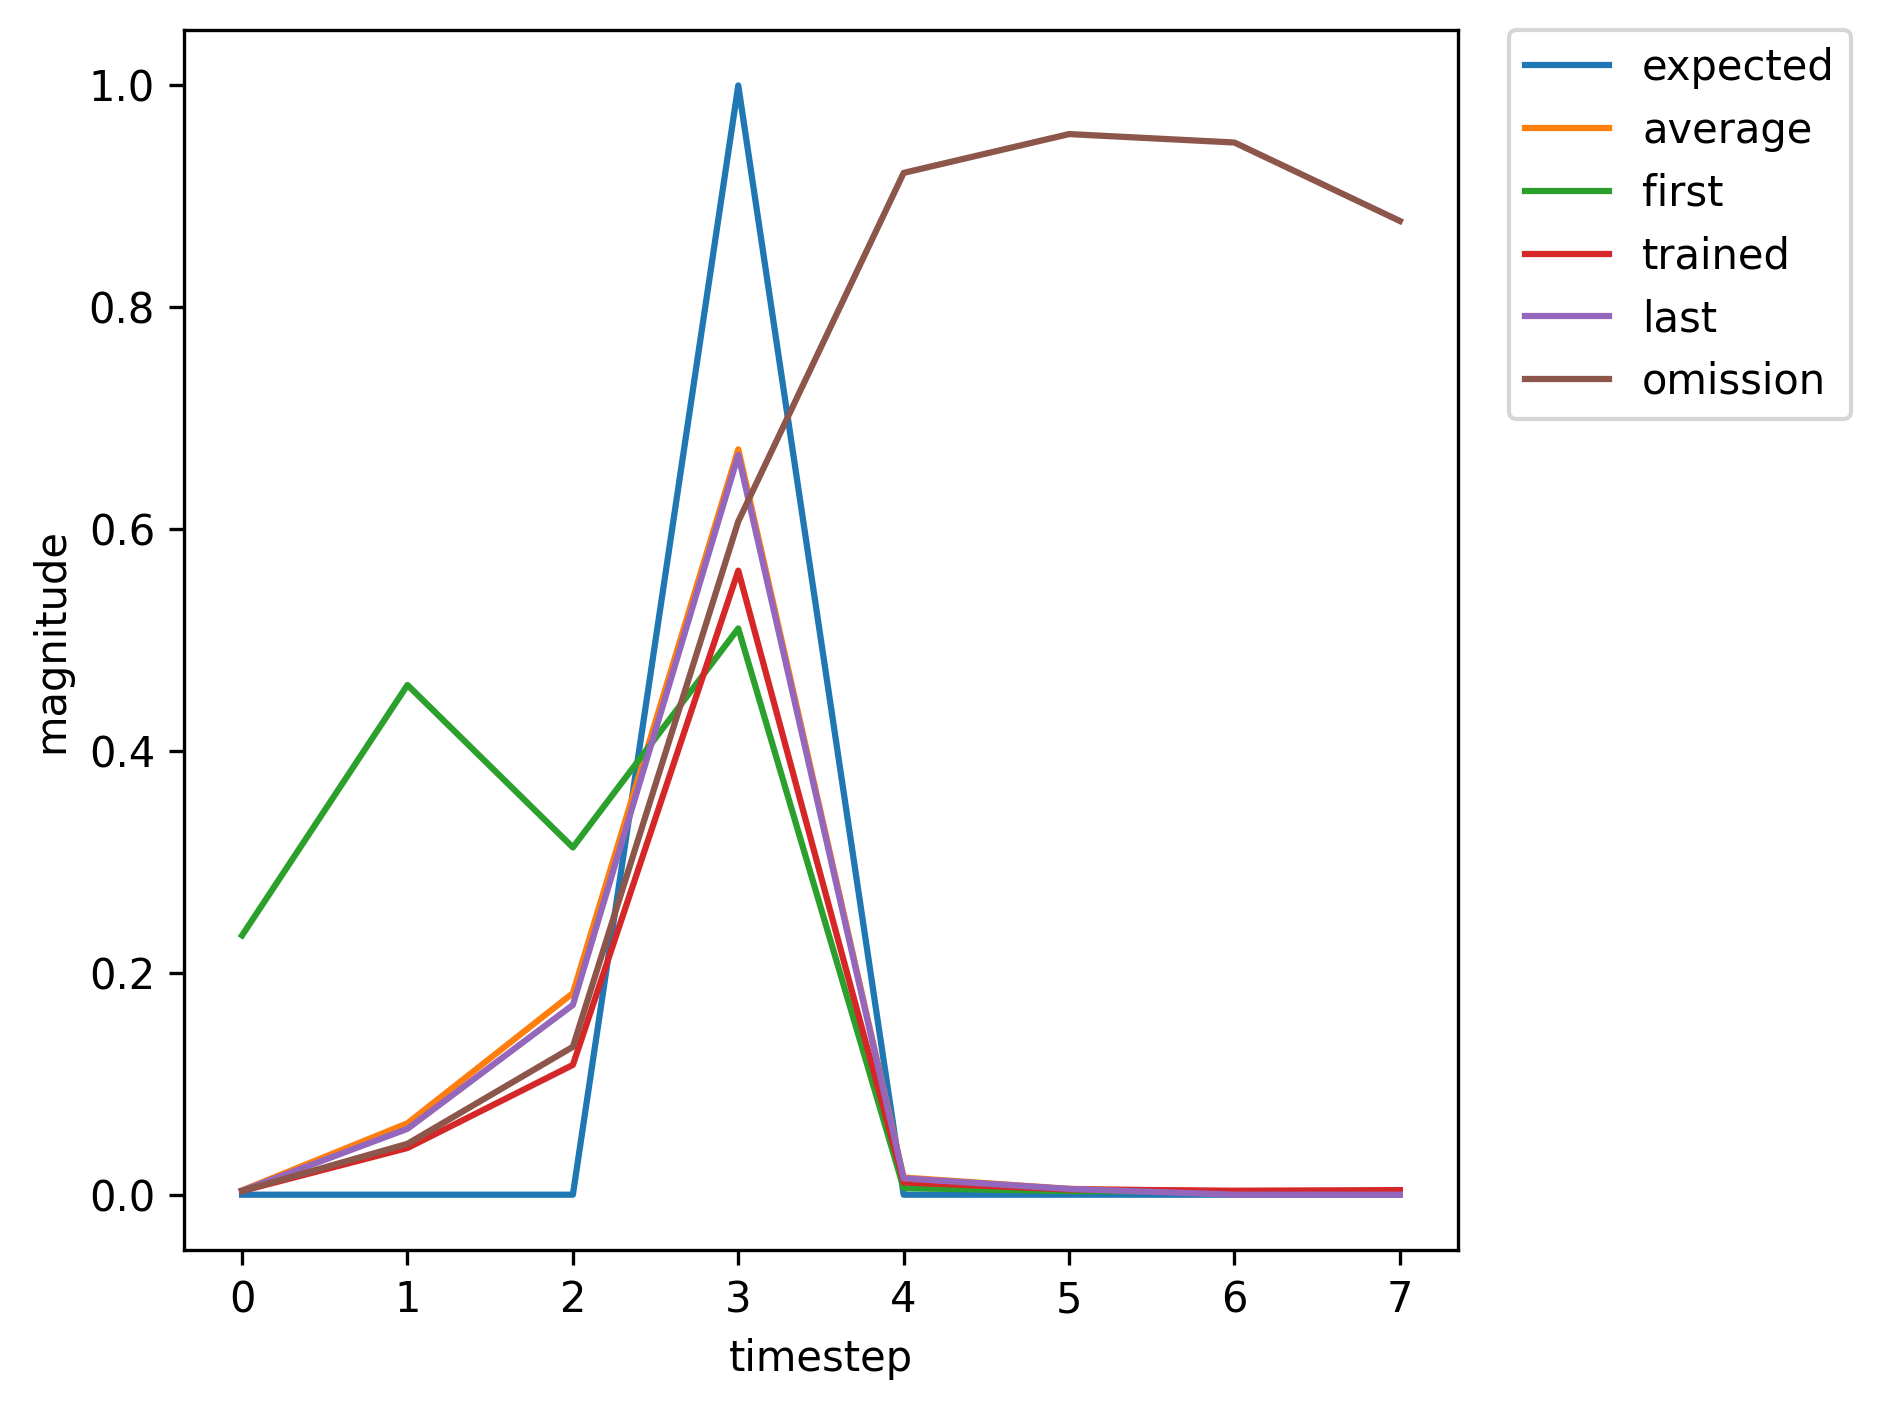 expected
average
first
trained
last
omission
1.0
0.8
0.6
0.4
0.2
0.0
magnitude
0 1 2 3 4 5 6 7
timestep